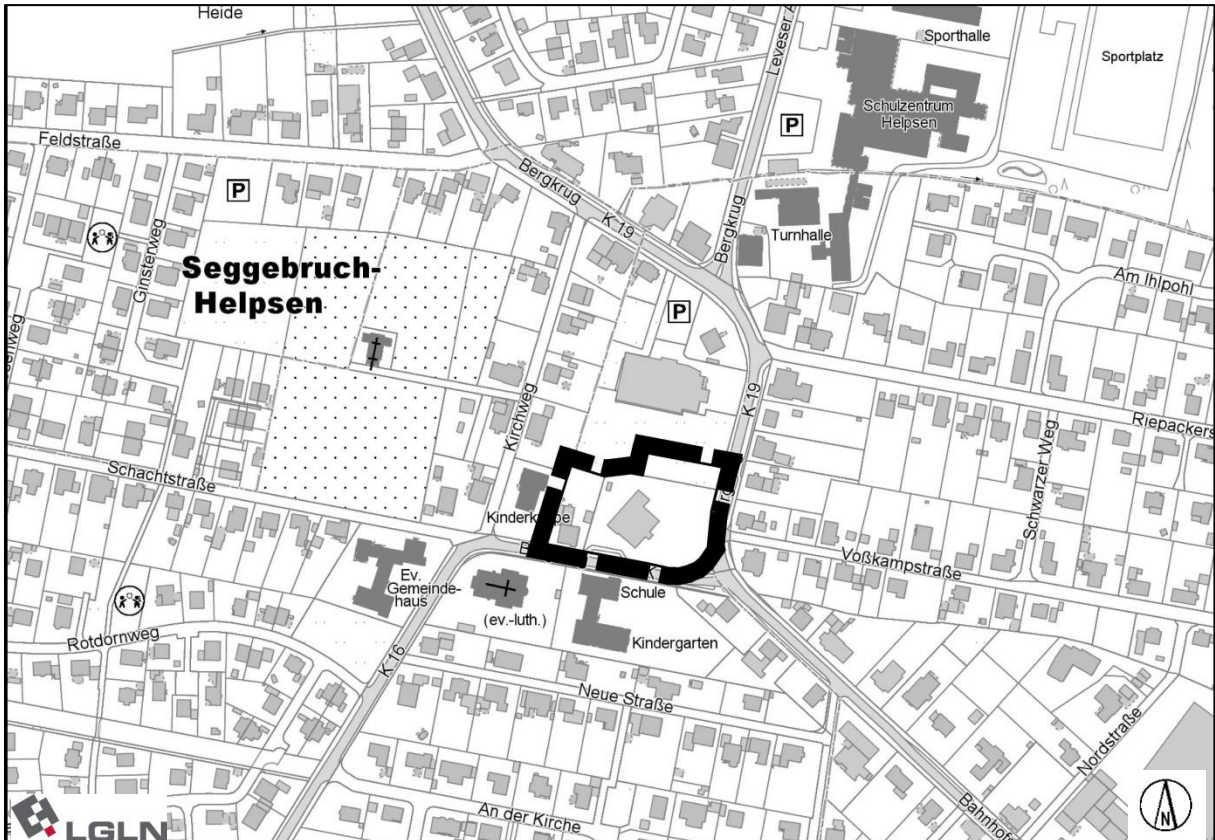 Heide
Leveser
Sporthalle
Sportplatz
P
Schulzentrum
Helpsen
Feldstraße
Bergkrug
K 19
P
Ginsterweg
Bergkrug
Turnhalle
Am Ihlpohl
Seggebruch-
Helpsen
P
Kirchweg
K 19
Riepackers
Schwarzer Weg
Schachtstraße
Voßkampstraße
Ev.
Gemeinde-
haus
(ev.-luth.)
Schule
Kindergarten
Rotdornweg
K 16
Neue Straße
Nordstraße
An der Kirche
Bahnhof
LGLN
N